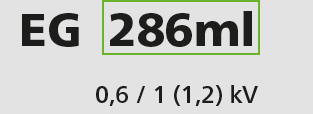 EG 286ml
0,6 / 1 (1,2) kV